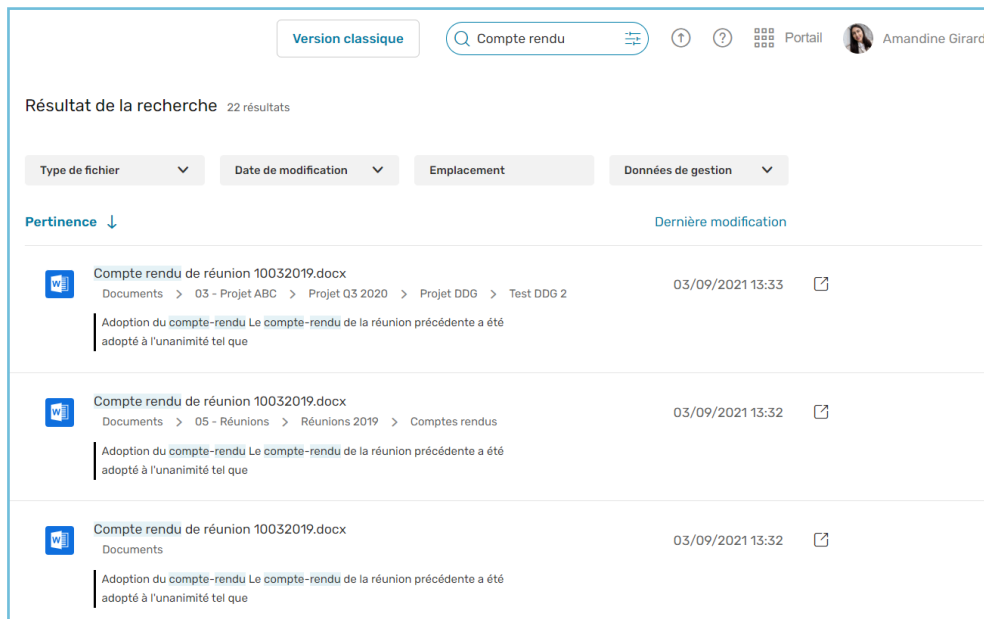 Version classique
Compte rendu
Portail
Amandine Girard
Résultat de la recherche 22 résultats
Type de fichier
Date de modification
Emplacement
Données de gestion
Pertinence
Dernière modification
Compte rendu de réunion 10032019.docx
03/09/2021 13:33
Documents > 03 - Projet ABC > Projet Q3 2020 > Projet DDG > Test DDG 2
Adoption du compte-rendu Le compte-rendu de la réunion précédente a été
adopté à l'unanimité tel que
Compte rendu de réunion 10032019.docx
03/09/2021 13:32
Documents > 05 - Réunions > Réunions 2019 > Comptes rendus
Adoption du compte-rendu Le compte-rendu de la réunion précédente a été
adopté à l'unanimité tel que
Compte rendu de réunion 10032019.docx
03/09/2021 13:32
Documents
Adoption du compte-rendu Le compte-rendu de la réunion précédente a été
adopté à l'unanimité tel que